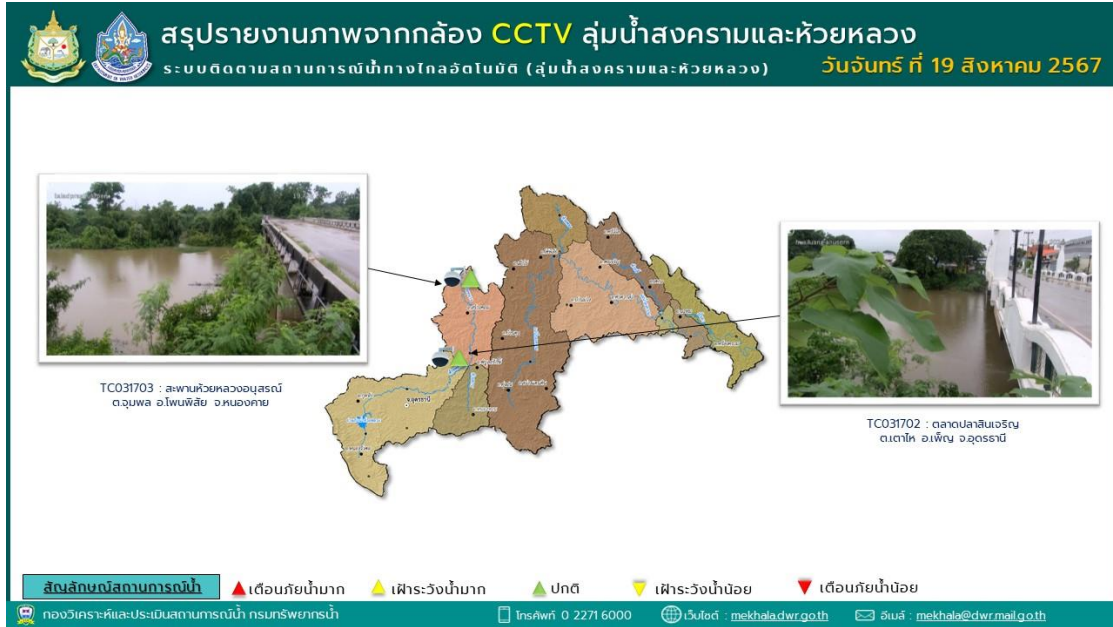 สรุปรายงานภาพจากกล้อง CCTV ลุ่มน้ำสงครามและห้วยหลวง
ระบบติดตามสถานการณ์น้ำทางไกลอัตโนมัติ (ลุ่มน้ำสงครามและห้วยหลวง)
วันจันทร์ ที่ 19 สิงหาคม 2567
TC031703 : สะพานห้วยหลวงอนุสรณ์
ต.จุมพล อ.โพนพิสัย จ.หนองคาย
จ.อุดรธานี
TC031702 : ตลาดปลาสินเจริญ
ต.เตาไห อ.เพ็ญ จ.อุดรธานี
สัญลักษณ์สถานการณ์น้ำ
เตือนภัยน้ำมาก
เฝ้าระวังน้ำมาก
ปกติ
เฝ้าระวังน้ำน้อย
เตือนภัยน้ำน้อย
กองวิเคราะห์และประเมินสถานการณ์น้ำ กรมทรัพยากรน้ำ
โทรศัพท์ 0 2271 6000
เว็บไซต์ : mekhala.dwr.go.th
อีเมล์ : mekhala@dwr.mail.go.th